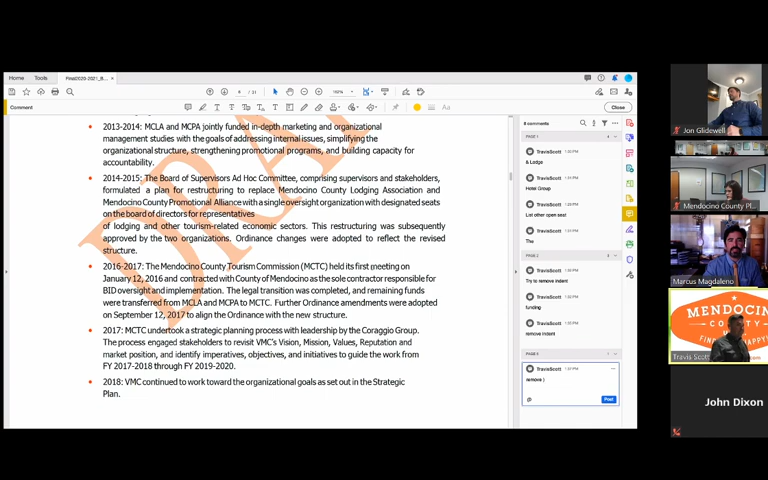 Home Tools Final2020-2021_B... ×
6 / 31
Comment
Close
DRAFT
• 2013-2014: MCLA and MCPA jointly funded in-depth marketing and organizational
management studies with the goals of addressing internal issues, simplifying the
organizational structure, strengthening promotional programs, and building capacity for
accountability.
• 2014-2015: The Board of Supervisors Ad Hoc Committee, comprising supervisors and stakeholders,
formulated a plan for restructuring to replace Mendocino County Lodging Association and
Mendocino County Promotional Alliance with a single oversight organization with designated seats
on the board of directors for representatives
of lodging and other tourism-related economic sectors. This restructuring was subsequently
approved by the two organizations. Ordinance changes were adopted to reflect the revised
structure.
• 2016-2017: The Mendocino County Tourism Commission (MCTC) held its first meeting on
January 12, 2016 and contracted with County of Mendocino as the sole contractor responsible for
BID oversight and implementation. The legal transition was completed, and remaining funds
were transferred from MCLA and MCPA to MCTC. Further Ordinance amendments were adopted
on September 12, 2017 to align the Ordinance with the new structure.
• 2017: MCTC undertook a strategic planning process with leadership by the Coraggio Group.
The process engaged stakeholders to revisit VMC's Vision, Mission, Values, Reputation and
market position, and identify imperatives, objectives, and initiatives to guide the work from
FY 2017-2018 through FY 2019-2020.
• 2018: VMC continued to work toward the organizational goals as set out in the Strategic
Plan.
8 comments
PAGE 1
TravisScott
& Lodge
TravisScott
Hotel Group
TravisScott
List other open seat
TravisScott
The
PAGE 2
TravisScott
Try to remove indent
TravisScott
funding
TravisScott
remove indent
TravisScott
remove )
Post
Jon Glidewell
Mendocino County Pl...
Marcus Magdaleno
MENDOCINO
COUNTY
Travis Scott
John Dixon